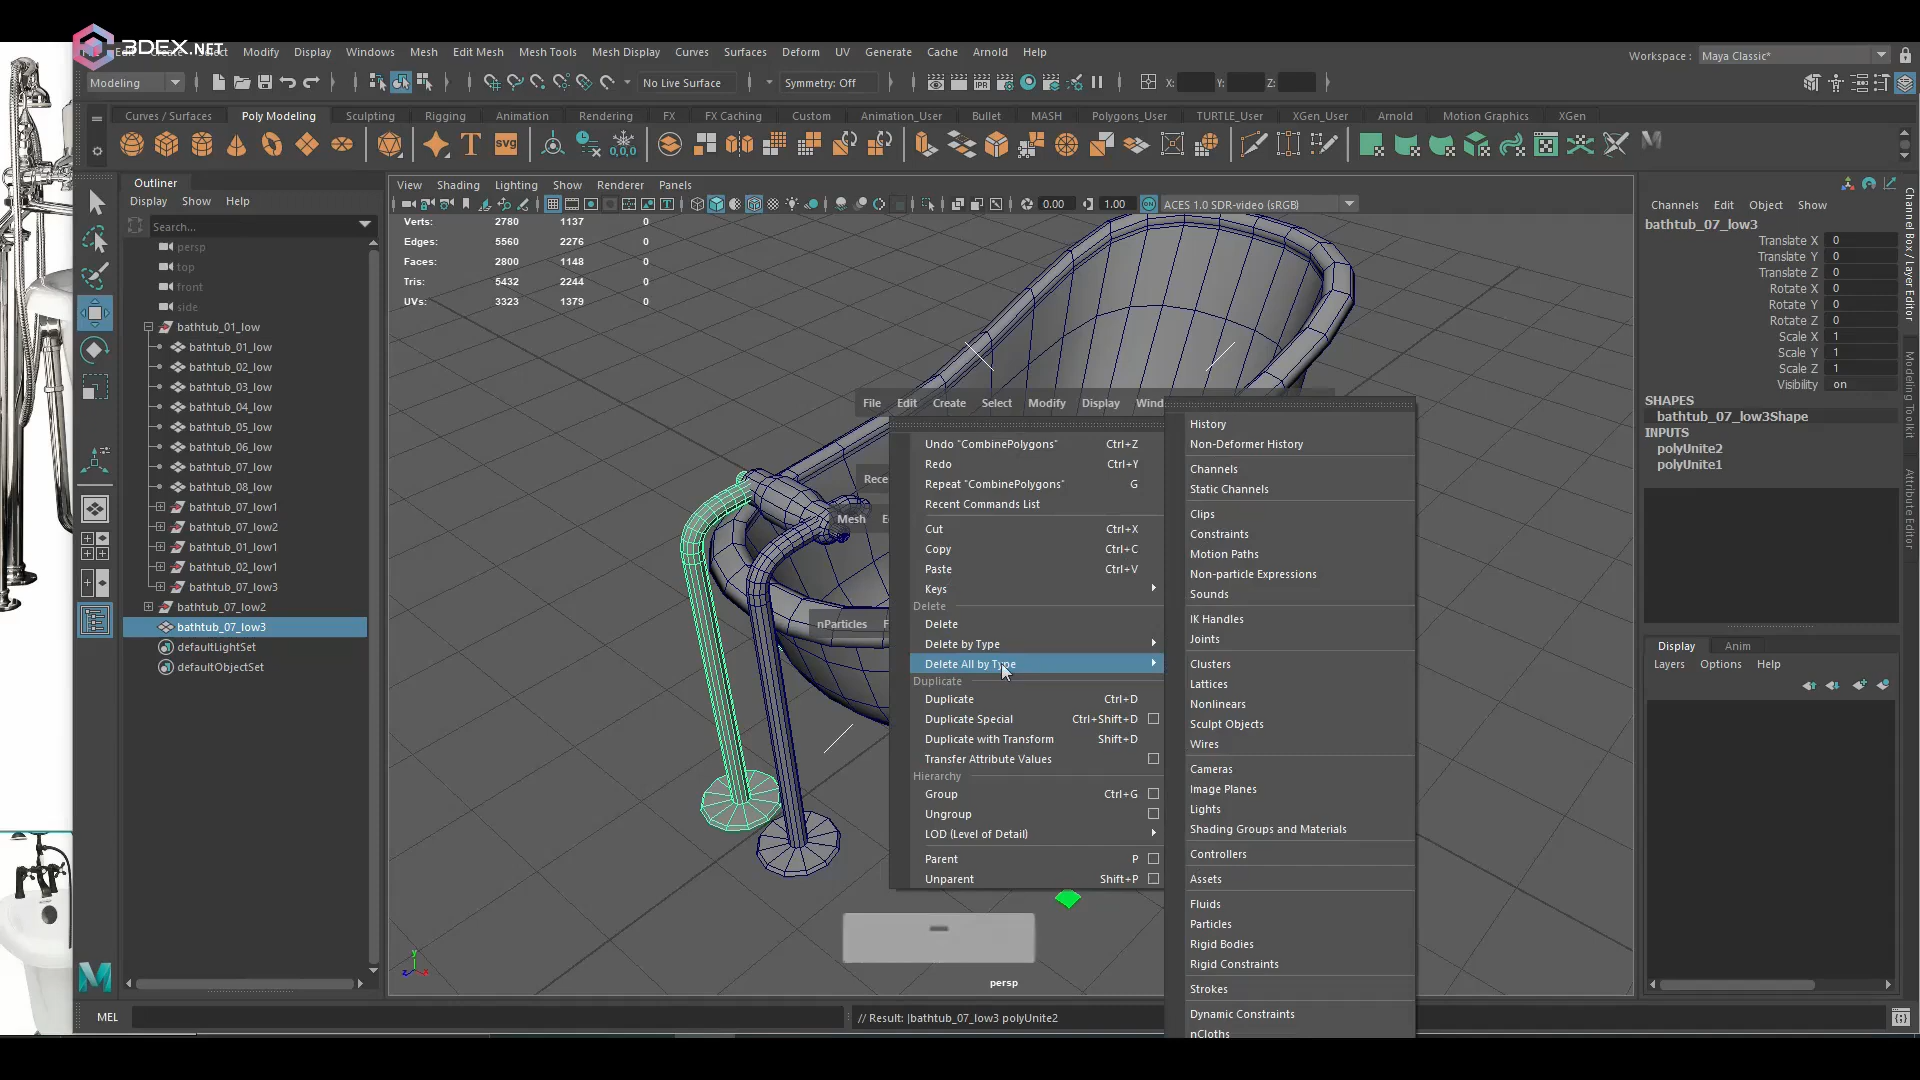 3DEX.NET
Modify Display Windows Mesh Edit Mesh Mesh Tools Mesh Display Curves Surfaces Deform UV Generate Cache Arnold Help
Workspace : Maya Classic*
Modeling
No Live Surface
Symmetry: Off
X: Y: Z:
Curves / Surfaces Poly Modeling Sculpting Rigging Animation Rendering FX FX Caching Custom Animation_User Bullet MASH Polygons_User TURTLE_User XGen_User Arnold Motion Graphics XGen
svg
0,0,0
Outliner
Display Show Help
Search...
persp
top
front
side
bathtub_01_low
bathtub_01_low
bathtub_02_low
bathtub_03_low
bathtub_04_low
bathtub_05_low
bathtub_06_low
bathtub_07_low
bathtub_08_low
bathtub_07_low1
bathtub_07_low2
bathtub_01_low1
bathtub_02_low1
bathtub_07_low3
bathtub_07_low2
bathtub_07_low3
defaultLightSet
defaultObjectSet
View Shading Lighting Show Renderer Panels
0.00 1.00 ACES 1.0 SDR-video (sRGB)
Verts: 2780 1137 0
Edges: 5560 2276 0
Faces: 2800 1148 0
Tris: 5432 2244 0
UVs: 3323 1379 0
File Edit Create Select Modify Display Wind
Rece
Mesh E
nParticles F
Undo "CombinePolygons" Ctrl+Z
Redo Ctrl+Y
Repeat "CombinePolygons" G
Recent Commands List
Cut Ctrl+X
Copy Ctrl+C
Paste Ctrl+V
Keys
Delete
Delete
Delete by Type
Delete All by Type
Duplicate
Duplicate Ctrl+D
Duplicate Special Ctrl+Shift+D
Duplicate with Transform Shift+D
Transfer Attribute Values
Hierarchy
Group Ctrl+G
Ungroup
LOD (Level of Detail)
Parent P
Unparent Shift+P
History
Non-Deformer History
Channels
Static Channels
Clips
Constraints
Motion Paths
Non-particle Expressions
Sounds
IK Handles
Joints
Clusters
Lattices
Nonlinears
Sculpt Objects
Wires
Cameras
Image Planes
Lights
Shading Groups and Materials
Controllers
Assets
Fluids
Particles
Rigid Bodies
Rigid Constraints
Strokes
Dynamic Constraints
nCloths
persp
Channels Edit Object Show
bathtub_07_low3
Translate X 0
Translate Y 0
Translate Z 0
Rotate X 0
Rotate Y 0
Rotate Z 0
Scale X 1
Scale Y 1
Scale Z 1
Visibility on
SHAPES
bathtub_07_low3Shape
INPUTS
polyUnite2
polyUnite1
Display Anim
Layers Options Help
Channel Box / Layer Editor
Modeling Toolkit
Attribute Editor
MEL
// Result: |bathtub_07_low3 polyUnite2